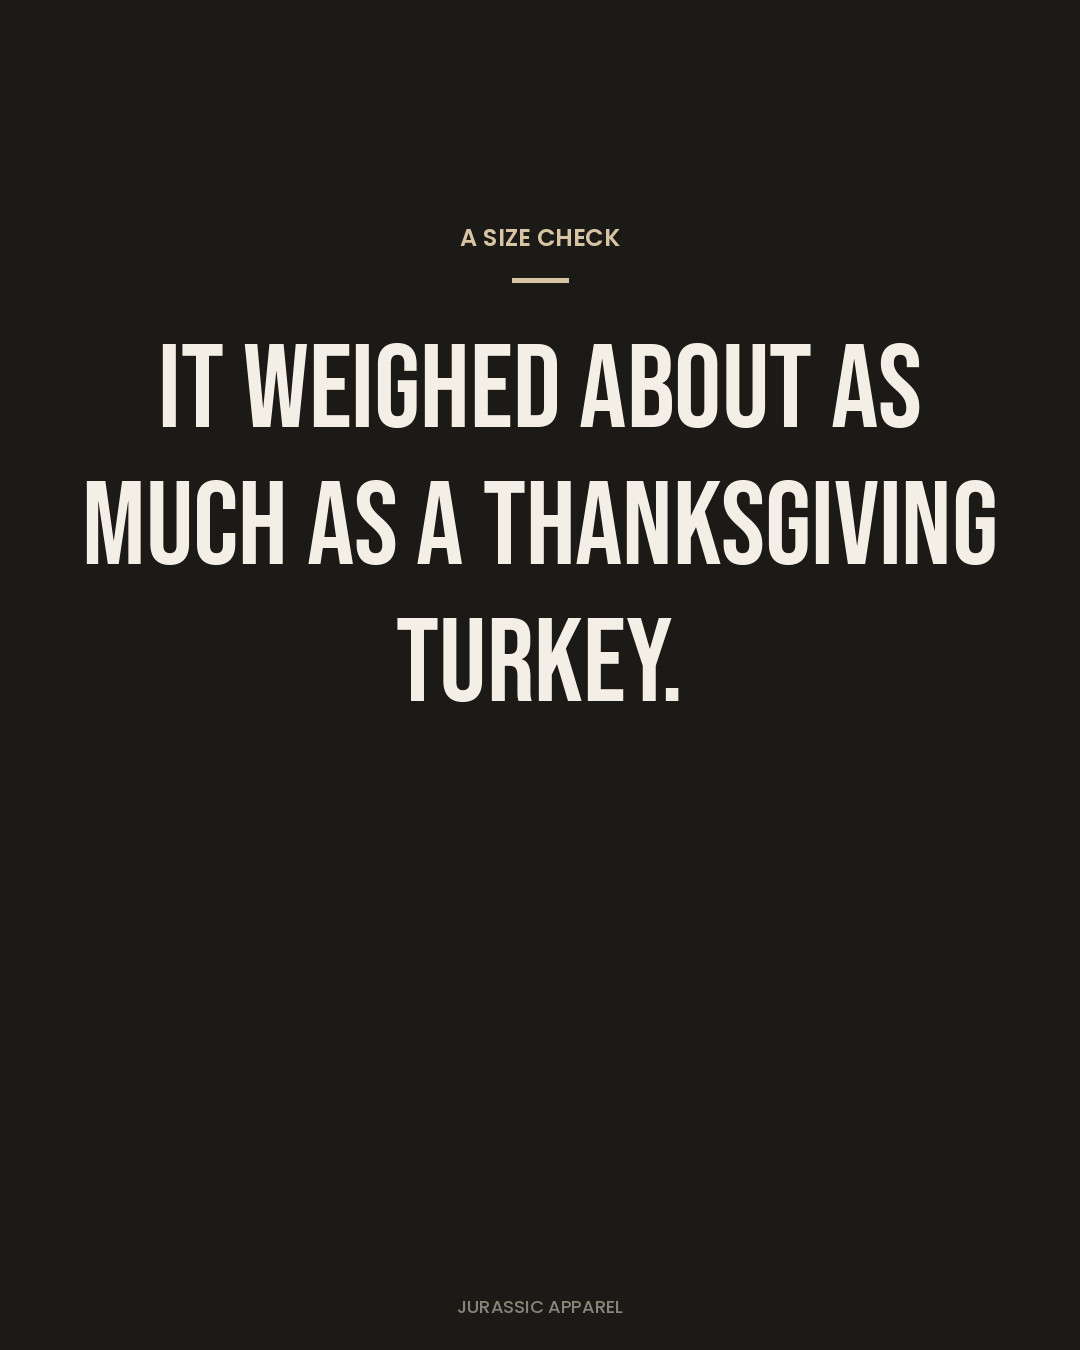 A SIZE CHECK
IT WEIGHED ABOUT AS
MUCH AS A THANKSGIVING
TURKEY.
JURASSIC APPAREL